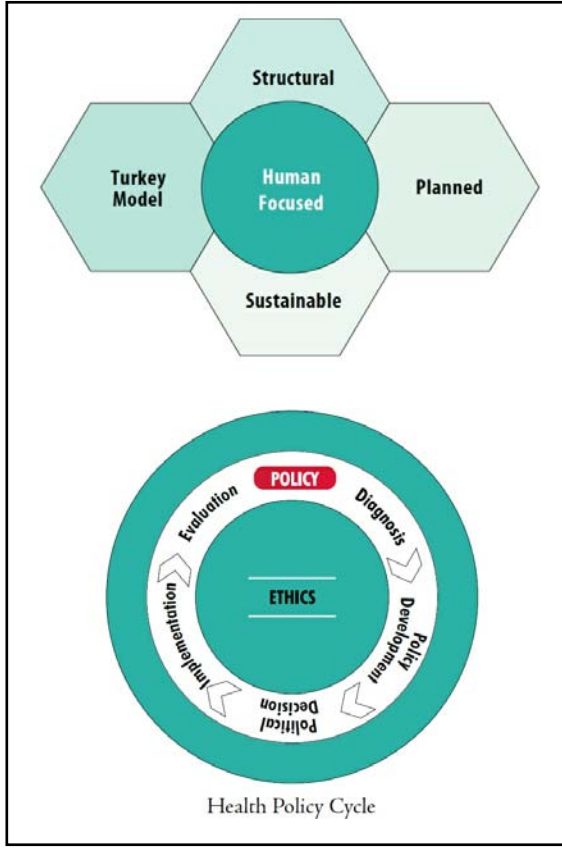 Structural
Turkey
Model
Human
Focused
Planned
Sustainable
POLICY
Diagnosis
Policy
Development
Political
Decision
Implementation
Evaluation
ETHICS
Health Policy Cycle